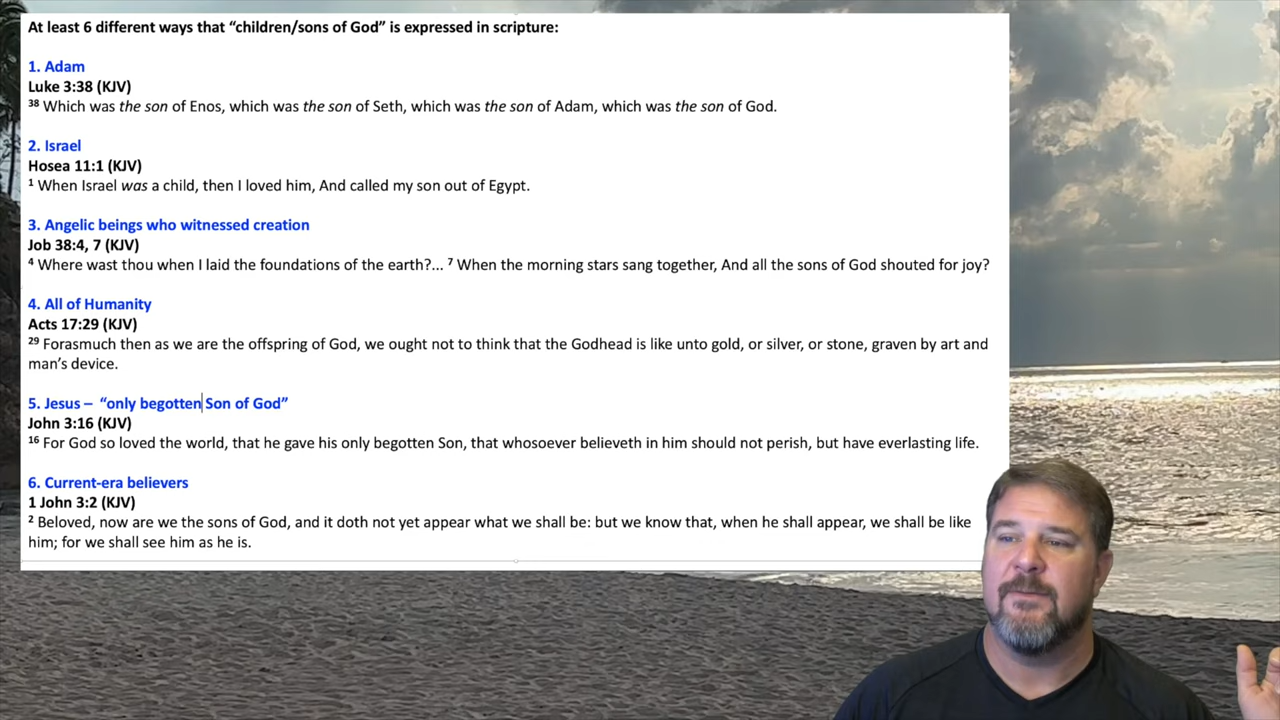 At least 6 different ways that “children/sons of God” is expressed in scripture:
1. Adam
Luke 3:38 (KJV)
38 Which was the son of Enos, which was the son of Seth, which was the son of Adam, which was the son of God.
2. Israel
Hosea 11:1 (KJV)
1 When Israel was a child, then I loved him, And called my son out of Egypt.
3. Angelic beings who witnessed creation
Job 38:4, 7 (KJV)
4 Where wast thou when I laid the foundations of the earth?... 7 When the morning stars sang together, And all the sons of God shouted for joy?
4. All of Humanity
Acts 17:29 (KJV)
29 Forasmuch then as we are the offspring of God, we ought not to think that the Godhead is like unto gold, or silver, or stone, graven by art and
man’s device.
5. Jesus – “only begotten Son of God”
John 3:16 (KJV)
16 For God so loved the world, that he gave his only begotten Son, that whosoever believeth in him should not perish, but have everlasting life.
6. Current-era believers
1 John 3:2 (KJV)
2 Beloved, now are we the sons of God, and it doth not yet appear what we shall be: but we know that, when he shall appear, we shall be like
him; for we shall see him as he is.